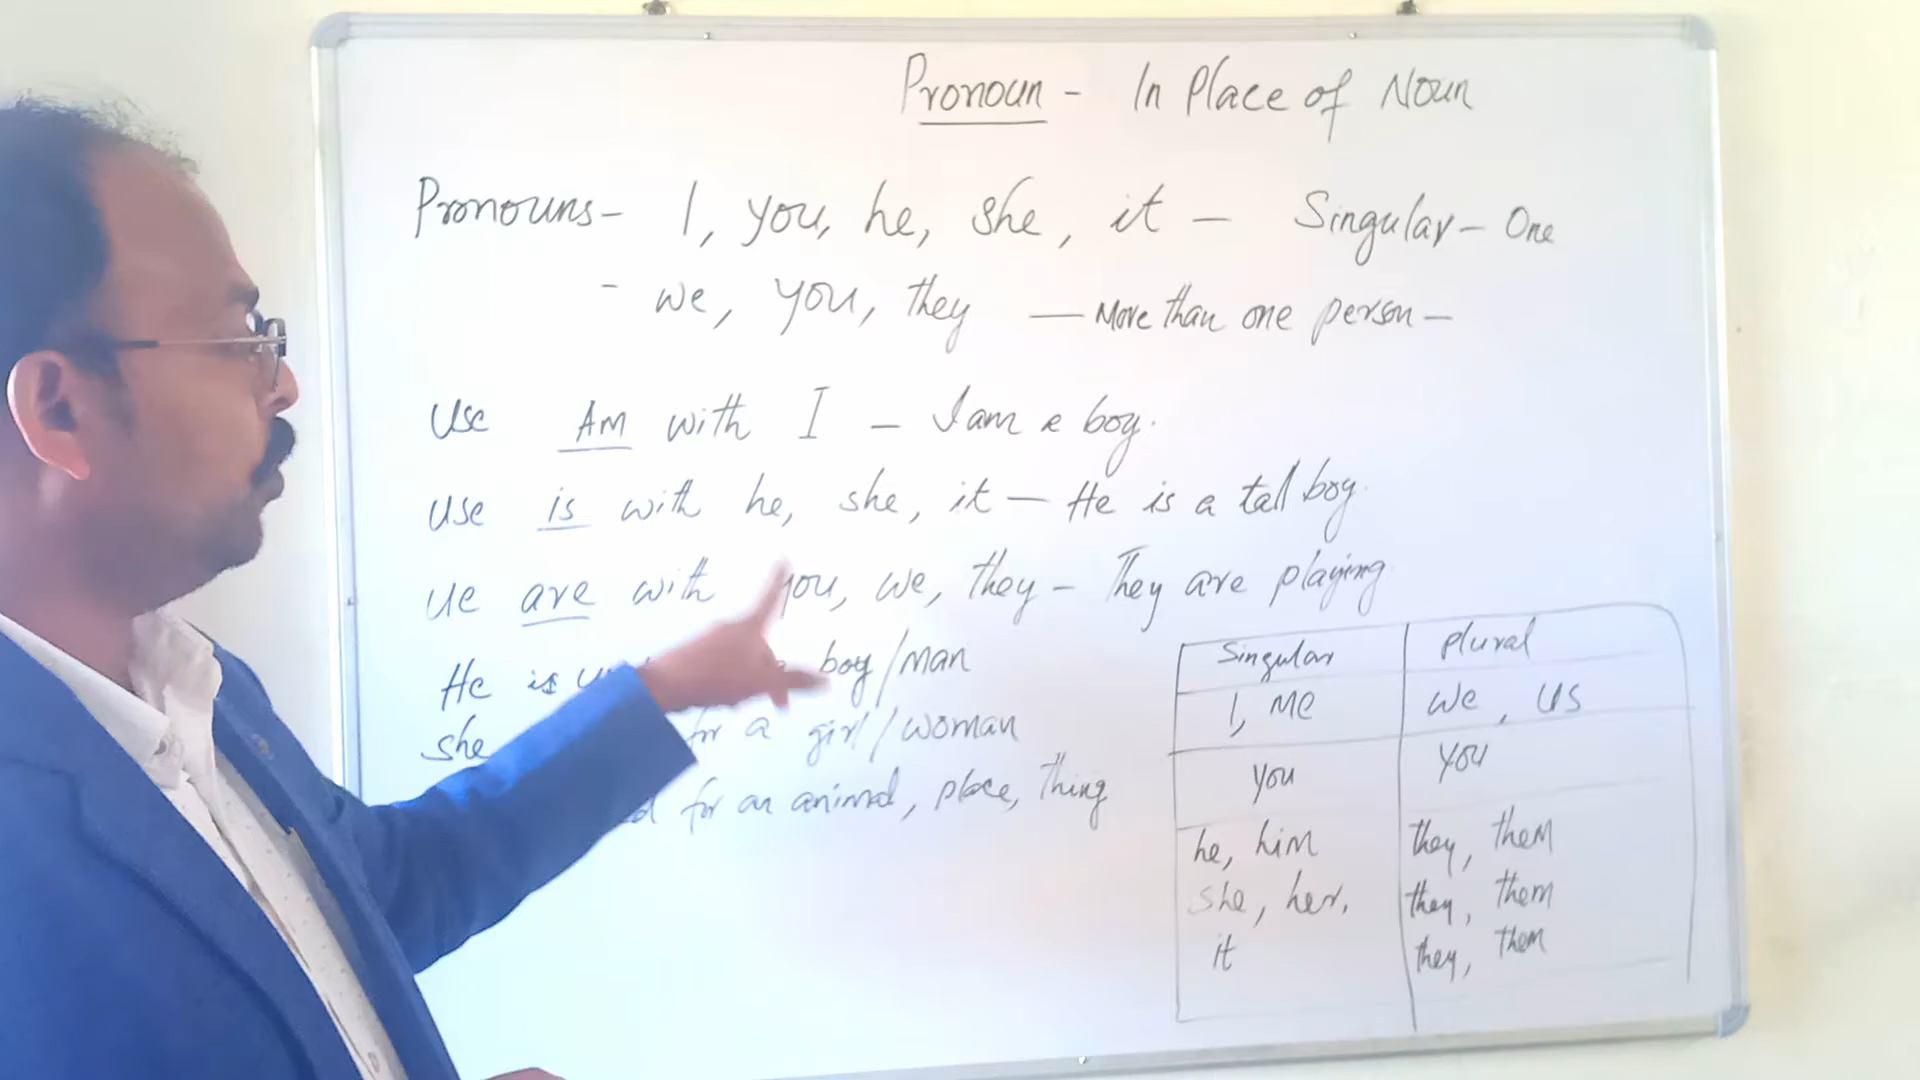 Pronoun - In Place of Noun
Pronouns - I, you, he, she, it - Singular - One
- we, you, they - More than one person -
Use AM with I - I am a boy.
Use is with he, she, it - He is a tall boy.
Ue are with you, we, they - They are playing.
He is boy/man
she for a girl/woman
for an animal, place, thing
Singular plural
I, me we, us
you you
he, him they, them
she, her, they, them
it they, them